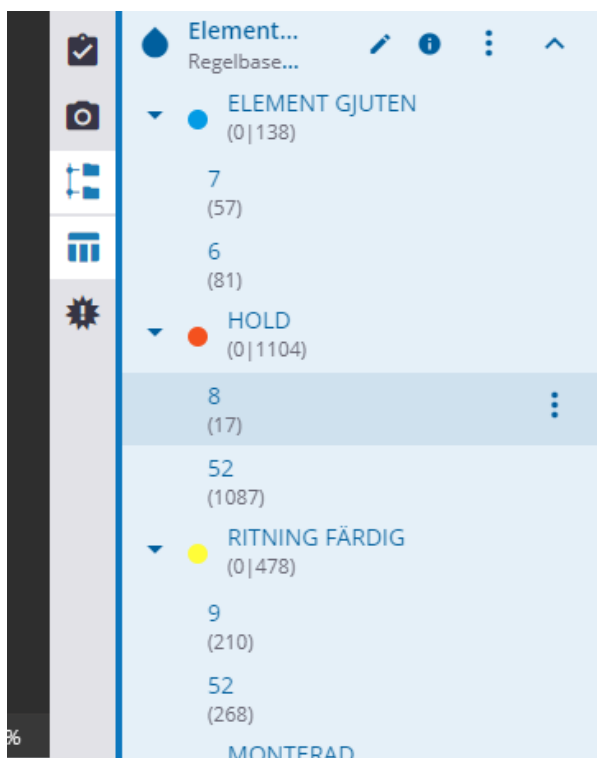 Element...
Regelbase...
ELEMENT GJUTEN
(0|138)
7
(57)
6
(81)
HOLD
(0|1104)
8
(17)
52
(1087)
RITNING FÄRDIG
(0|478)
9
(210)
52
(268)
%
MONTERAD